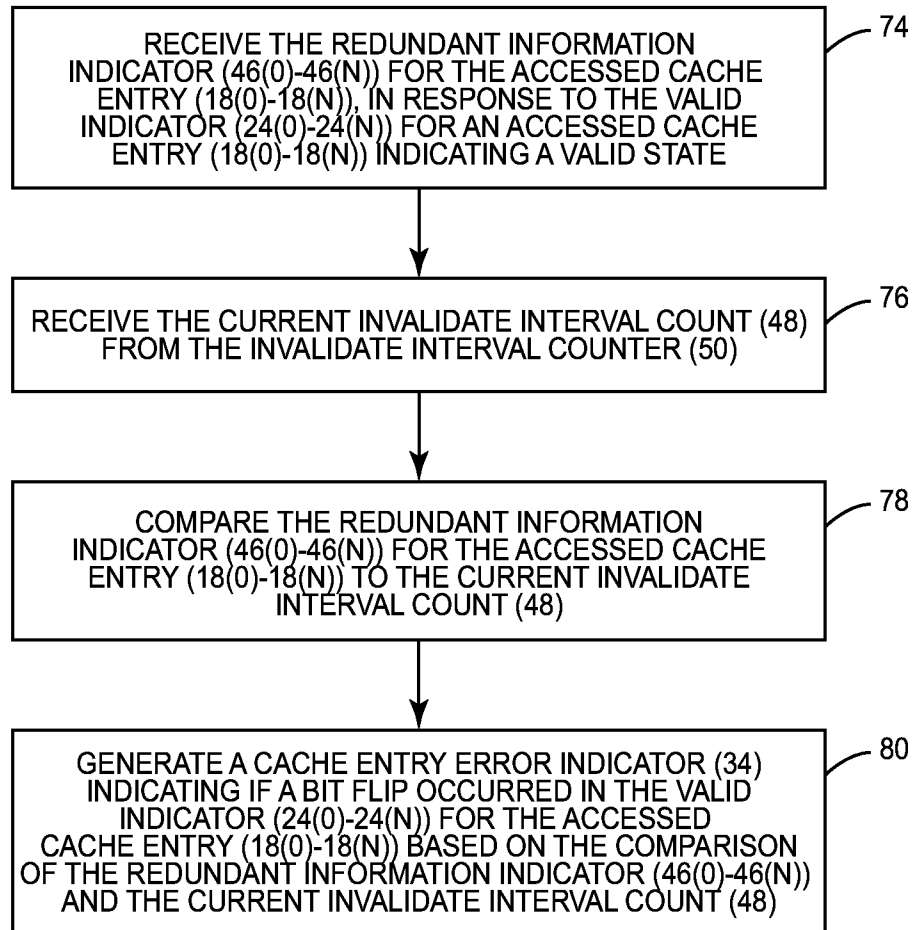 RECEIVE THE REDUNDANT INFORMATION
INDICATOR (46(0)-46(N)) FOR THE ACCESSED CACHE
ENTRY (18(0)-18(N)), IN RESPONSE TO THE VALID
INDICATOR (24(0)-24(N)) FOR AN ACCESSED CACHE
ENTRY (18(0)-18(N)) INDICATING A VALID STATE
74
RECEIVE THE CURRENT INVALIDATE INTERVAL COUNT (48)
FROM THE INVALIDATE INTERVAL COUNTER (50)
76
COMPARE THE REDUNDANT INFORMATION
INDICATOR (46(0)-46(N)) FOR THE ACCESSED CACHE
ENTRY (18(0)-18(N)) TO THE CURRENT INVALIDATE
INTERVAL COUNT (48)
78
GENERATE A CACHE ENTRY ERROR INDICATOR (34)
INDICATING IF A BIT FLIP OCCURRED IN THE VALID
INDICATOR (24(0)-24(N)) FOR THE ACCESSED
CACHE ENTRY (18(0)-18(N)) BASED ON THE COMPARISON
OF THE REDUNDANT INFORMATION INDICATOR (46(0)-46(N))
AND THE CURRENT INVALIDATE INTERVAL COUNT (48)
80